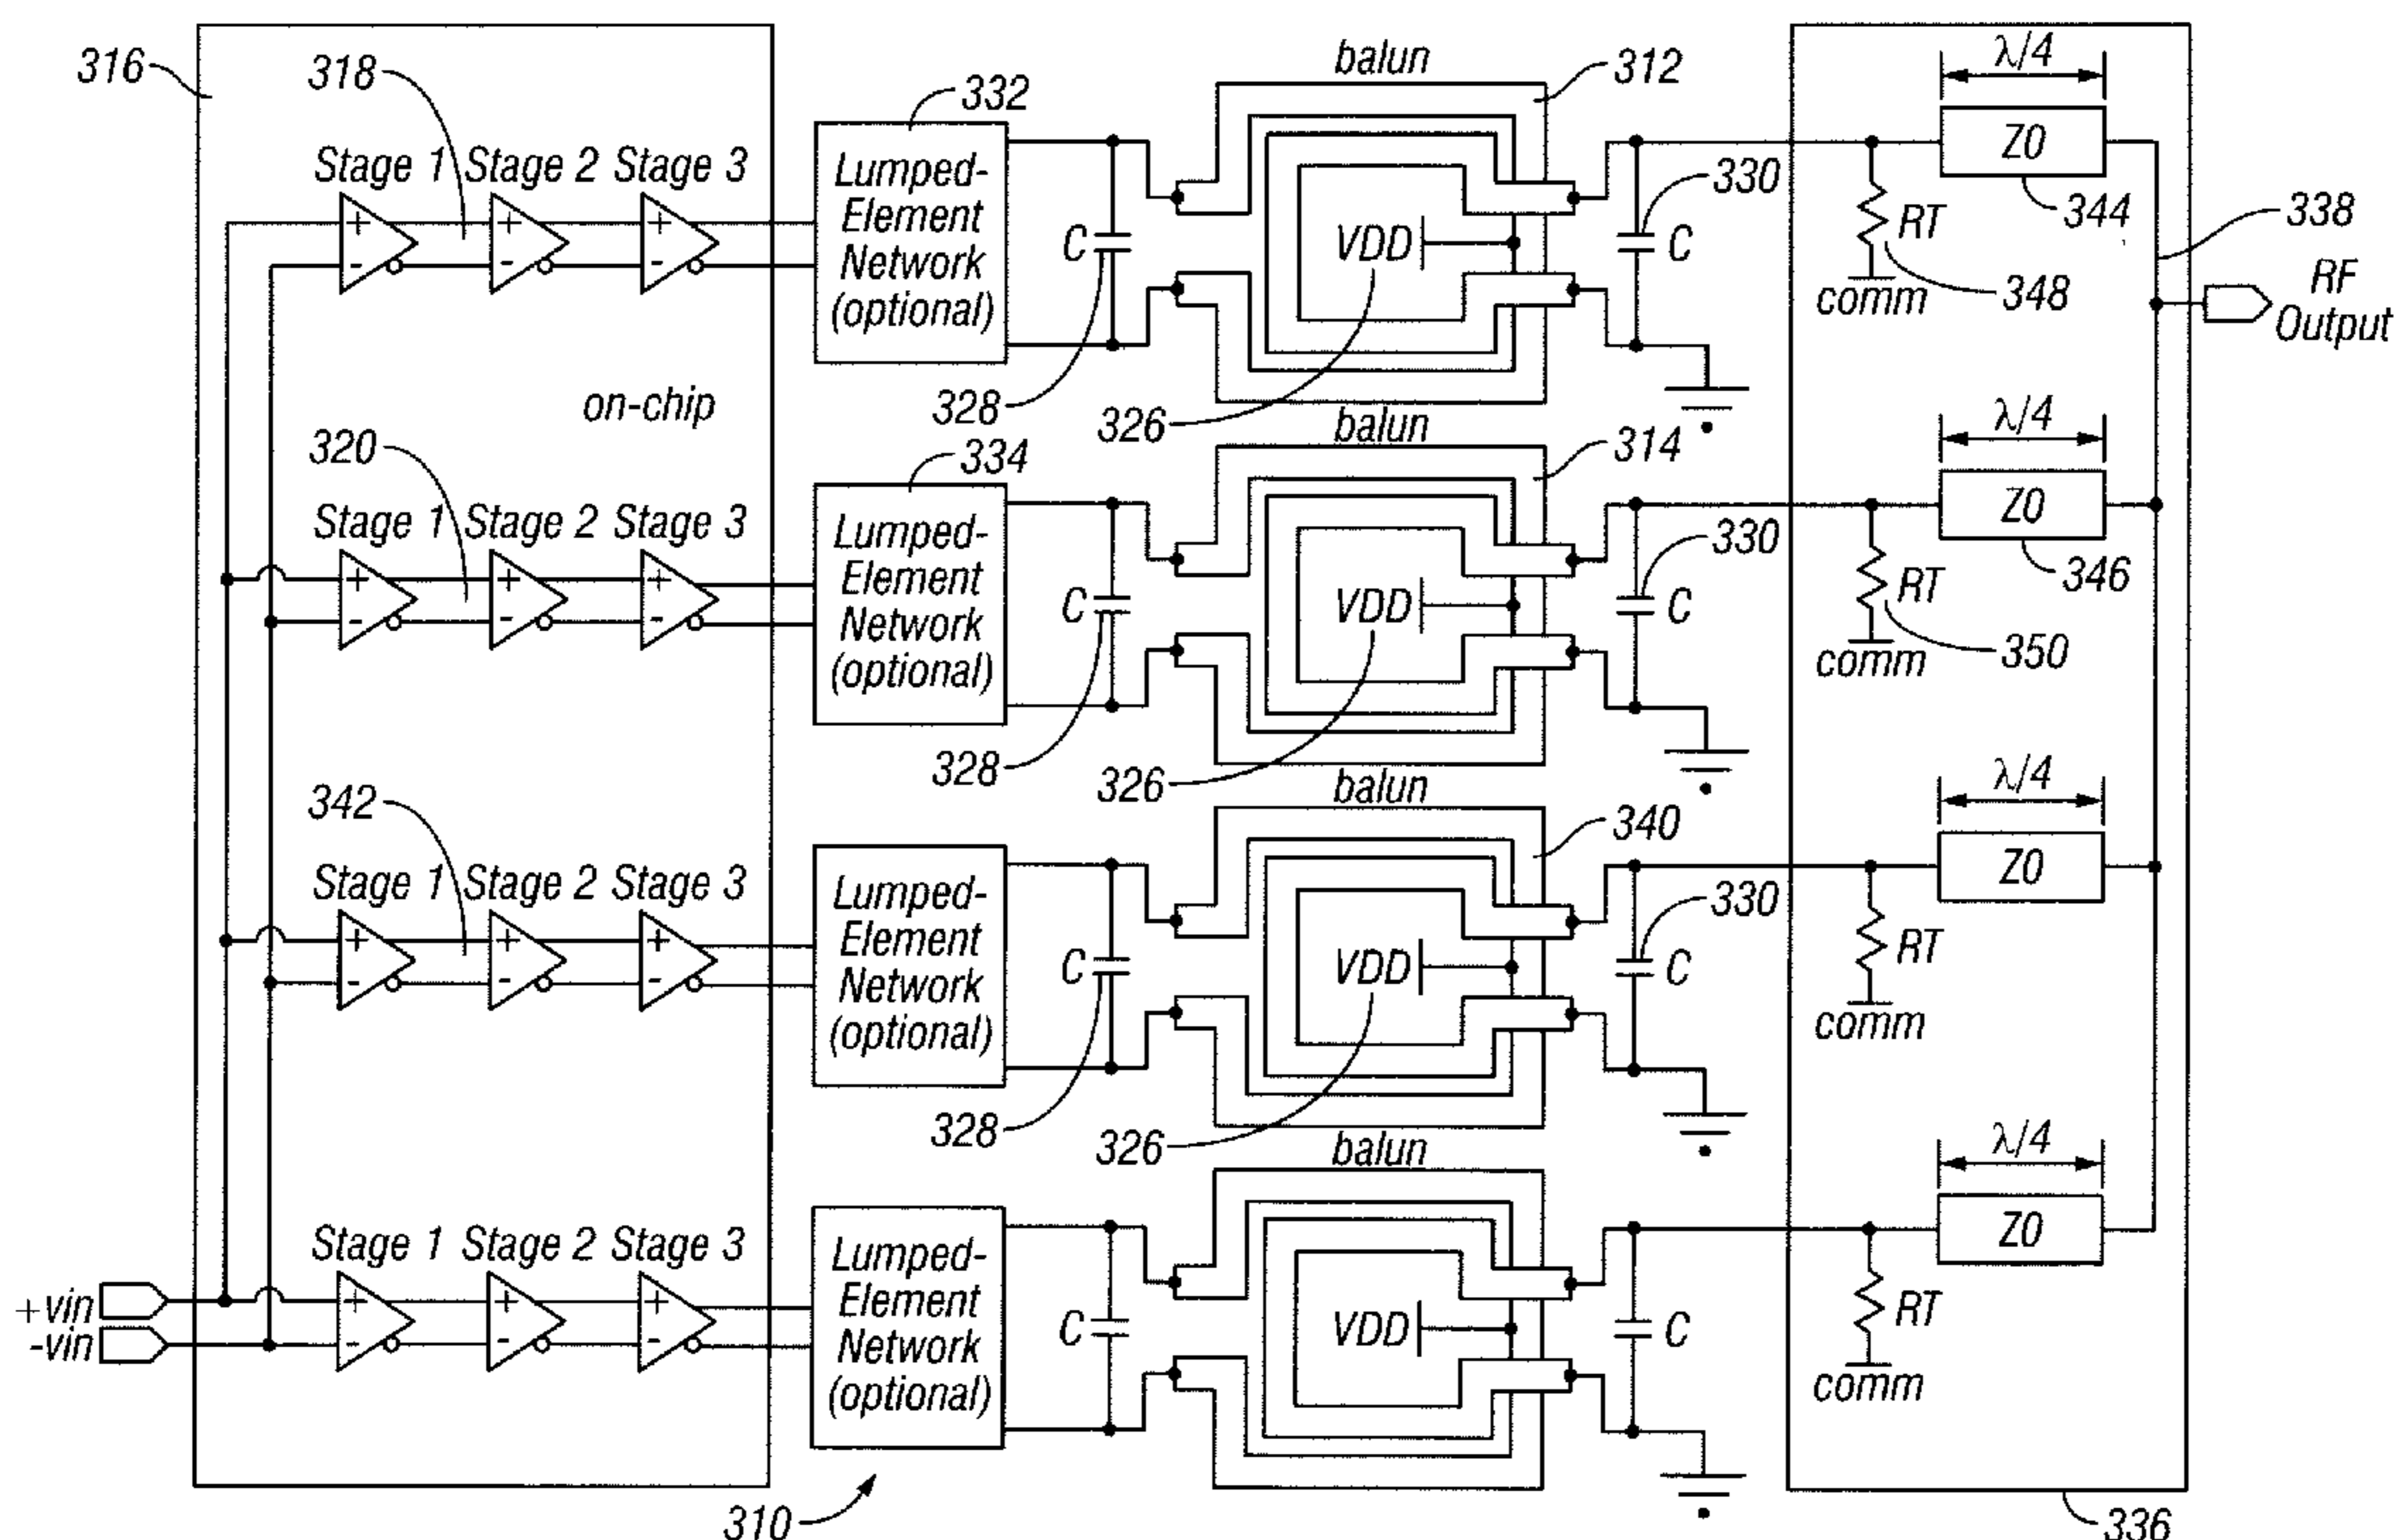 316
318
Stage 1 Stage 2 Stage 3
+ + +
- - -
on-chip
332
Lumped-
Element
Network
(optional)
C
328
balun
312
VDD
326
330
C
λ/4
Z0
344
RT
348
comm
338
RF
Output
320
Stage 1 Stage 2 Stage 3
+ + +
- - -
334
Lumped-
Element
Network
(optional)
C
328
balun
314
VDD
326
330
C
λ/4
Z0
346
RT
350
comm
342
Stage 1 Stage 2 Stage 3
+ + +
- - -
Lumped-
Element
Network
(optional)
C
328
balun
340
VDD
326
330
C
λ/4
Z0
RT
comm
+vin
-vin
Stage 1 Stage 2 Stage 3
+ + +
- - -
Lumped-
Element
Network
(optional)
C
balun
VDD
C
λ/4
Z0
RT
comm
310
336